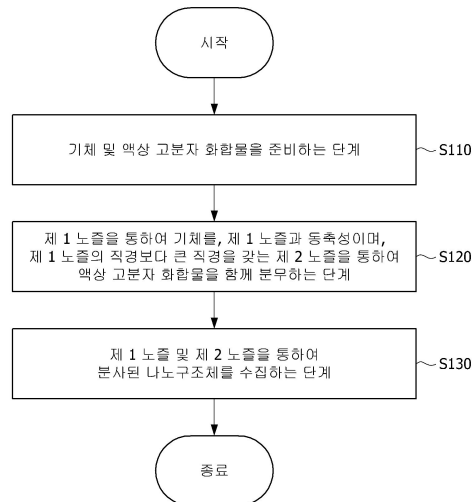 시작
기체 및 액상 고분자 화합물을 준비하는 단계
S110
제 1 노즐을 통하여 기체를, 제 1 노즐과 동축성이며,
제 1 노즐의 직경보다 큰 직경을 갖는 제 2 노즐을 통하여
액상 고분자 화합물을 함께 분무하는 단계
S120
제 1 노즐 및 제 2 노즐을 통하여
분사된 나노구조체를 수집하는 단계
S130
종료